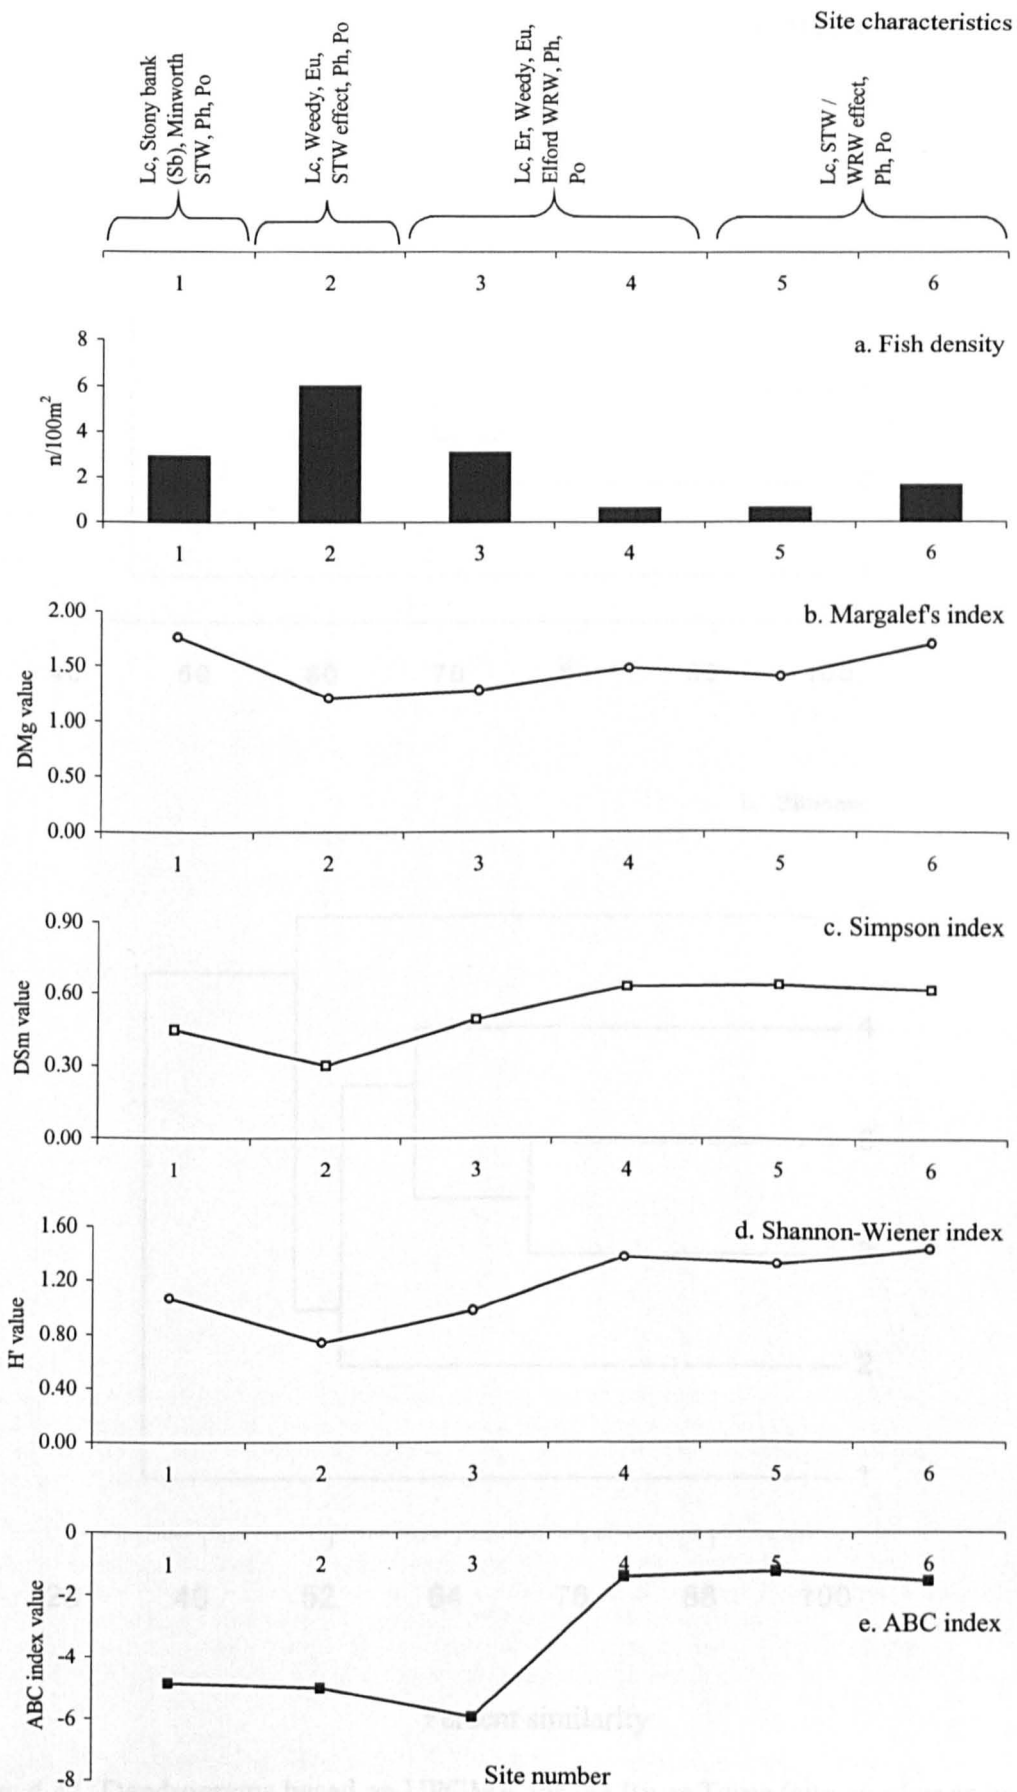 Site characteristics
Lc, Stony bank
(Sb), Minworth
STW, Ph, Po
Lc, Weedy, Eu,
STW effect, Ph, Po
Lc, Er, Weedy, Eu,
Elford WRW, Ph,
Po
Lc, STW /
WRW effect,
Ph, Po
1 2 3 4 5 6
a. Fish density
n/100m²
8
6
4
2
0
1 2 3 4 5 6
b. Margalef's index
DMg value
2.00
1.50
1.00
0.50
0.00
1 2 3 4 5 6
c. Simpson index
DSm value
0.90
0.60
0.30
0.00
1 2 3 4 5 6
d. Shannon-Wiener index
H' value
1.60
1.20
0.80
0.40
0.00
1 2 3 4 5 6
e. ABC index
ABC index value
0
-2
-4
-6
-8
1 2 3 4 5 6
Site number